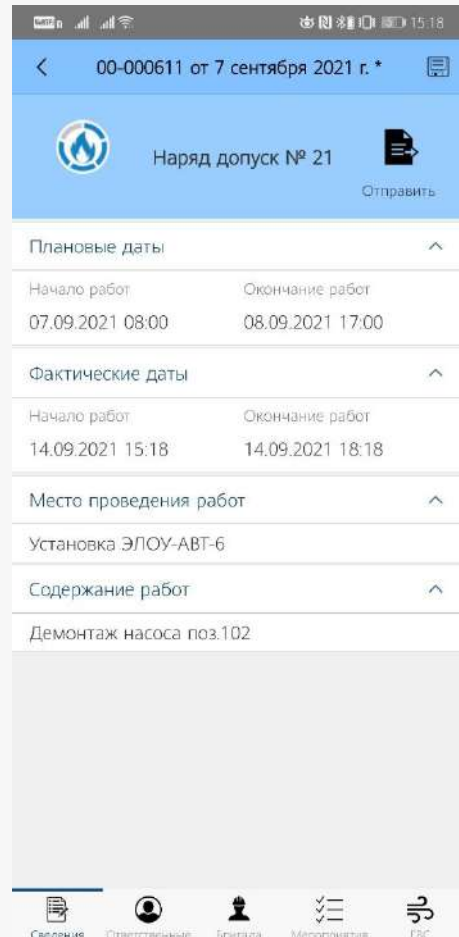 15:18
00-000611 от 7 сентября 2021 г. *
Наряд допуск № 21
Отправить
Плановые даты
Начало работ Окончание работ
07.09.2021 08:00 08.09.2021 17:00
Фактические даты
Начало работ Окончание работ
14.09.2021 15:18 14.09.2021 18:18
Место проведения работ
Установка ЭЛОУ-АВТ-6
Содержание работ
Демонтаж насоса поз.102
Сведения Ответственные Бригада Мероприятия ГВС